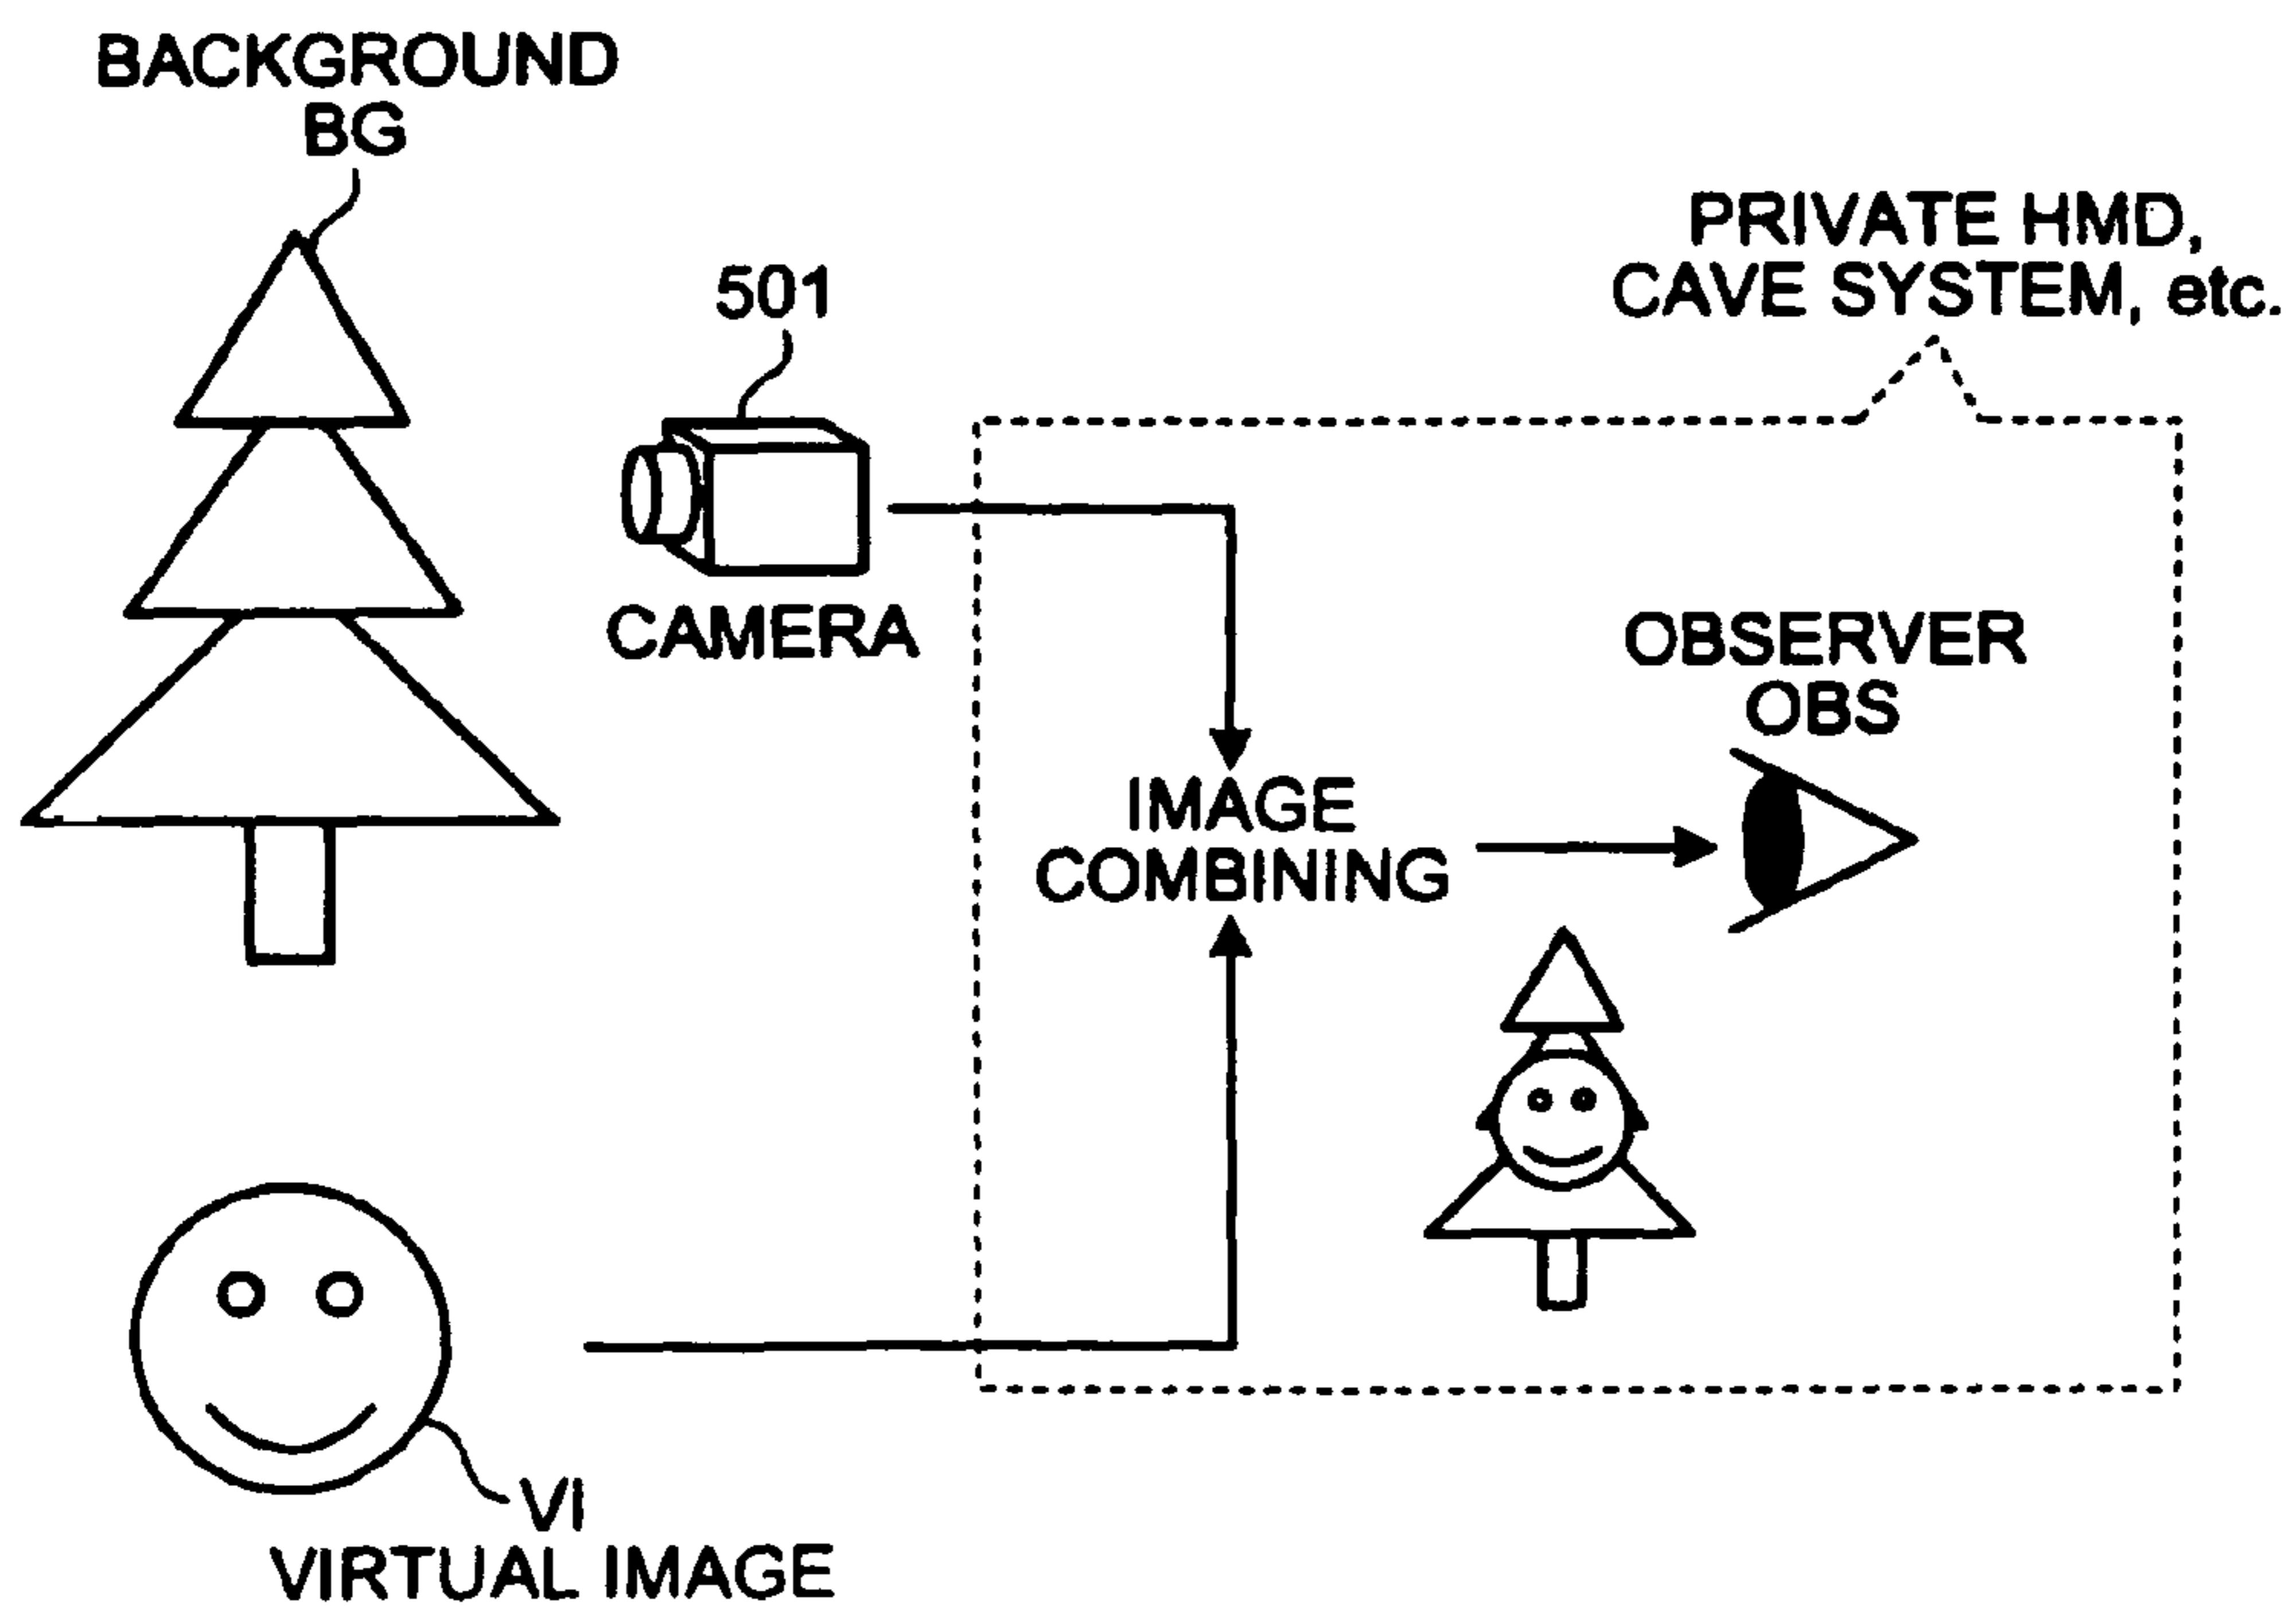 BACKGROUND
BG
501
CAMERA
PRIVATE HMD,
CAVE SYSTEM, etc.
OBSERVER
OBS
IMAGE
COMBINING
VI
VIRTUAL IMAGE